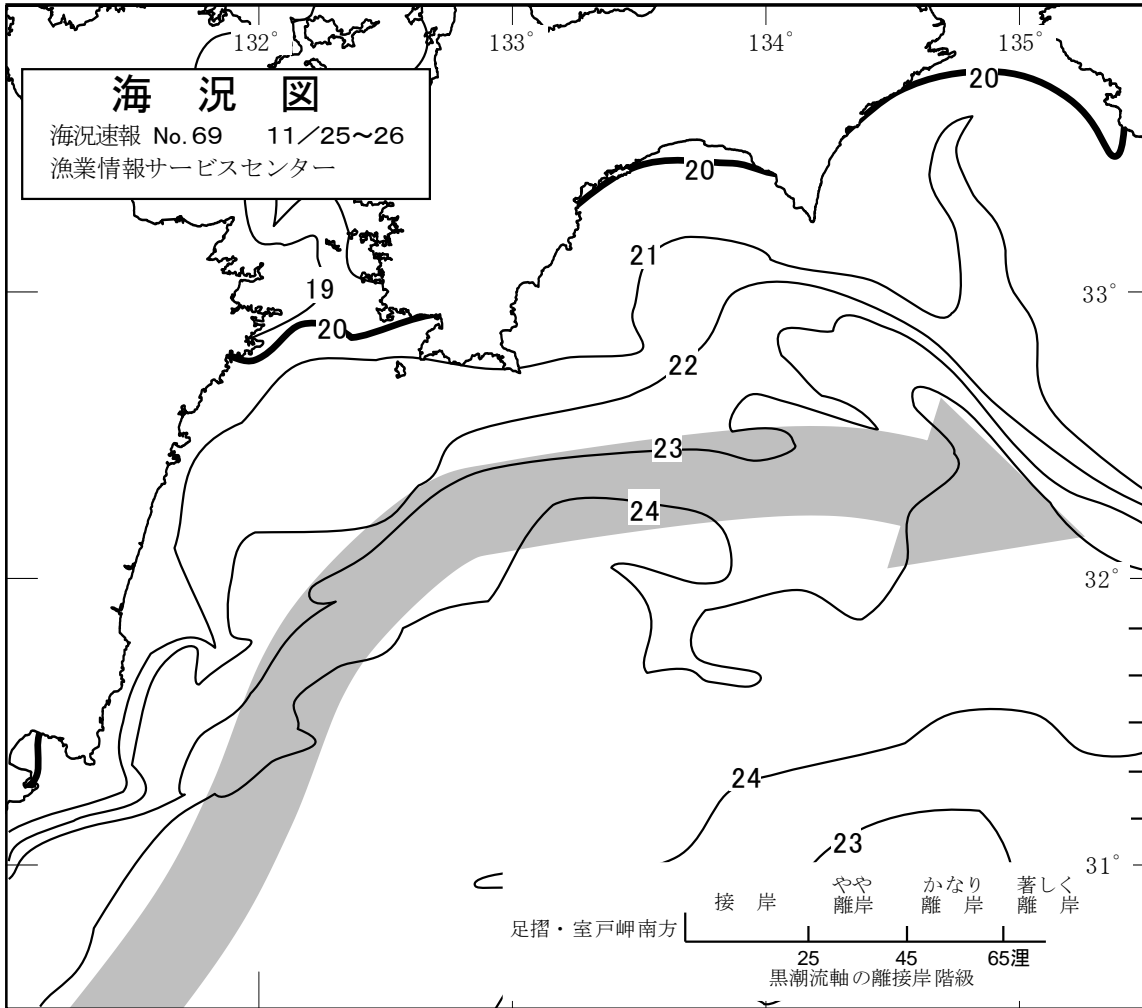 132° 133° 134° 135°
海 況 図
海況速報 No.69 11／25～26
漁業情報サービスセンター
20
20
21
33°
19
20
22
23
24
32°
24
23
31°
接 岸
やや
離岸
かなり
離 岸
著しく
離 岸
足摺・室戸岬南方
25 45 65浬
黒潮流軸の離接岸階級